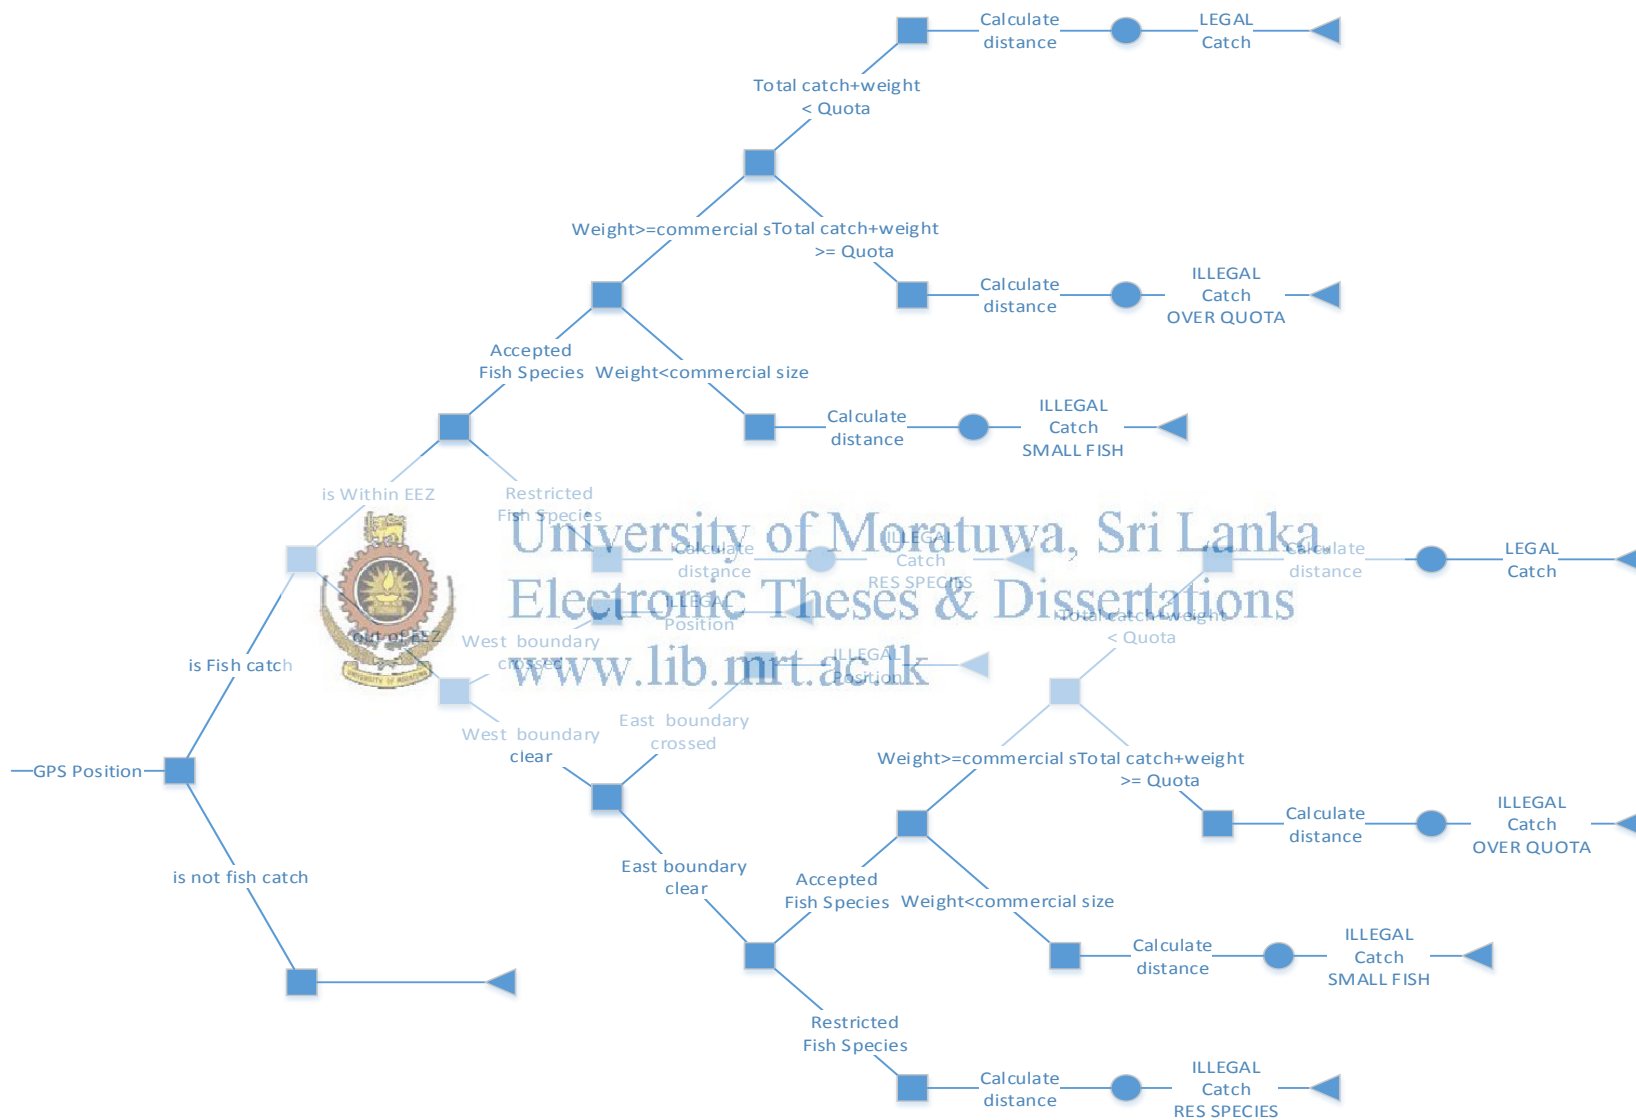 Calculate
distance
LEGAL
Catch
Total catch+weight
< Quota
Weight>=commercial s
Total catch+weight
>= Quota
Calculate
distance
ILLEGAL
Catch
OVER QUOTA
Accepted
Fish Species
Weight<commercial size
Calculate
distance
ILLEGAL
Catch
SMALL FISH
is Within EEZ
Restricted
Fish Species
University of Moratuwa, Sri Lanka.
Electronic Theses & Dissertations
www.lib.mrt.ac.lk
Calculate
distance
ILLEGAL
Catch
RES SPECIES
Calculate
distance
LEGAL
Catch
ILLEGAL
Position
Total catch+weight
< Quota
out of EEZ
UNIVERSITY OF MORATUWA
West boundary
crossed
is Fish catch
ILLEGAL
Position
West boundary
clear
East boundary
crossed
GPS Position
Weight>=commercial s
Total catch+weight
>= Quota
Calculate
distance
ILLEGAL
Catch
OVER QUOTA
is not fish catch
East boundary
clear
Accepted
Fish Species
Weight<commercial size
Calculate
distance
ILLEGAL
Catch
SMALL FISH
Restricted
Fish Species
Calculate
distance
ILLEGAL
Catch
RES SPECIES